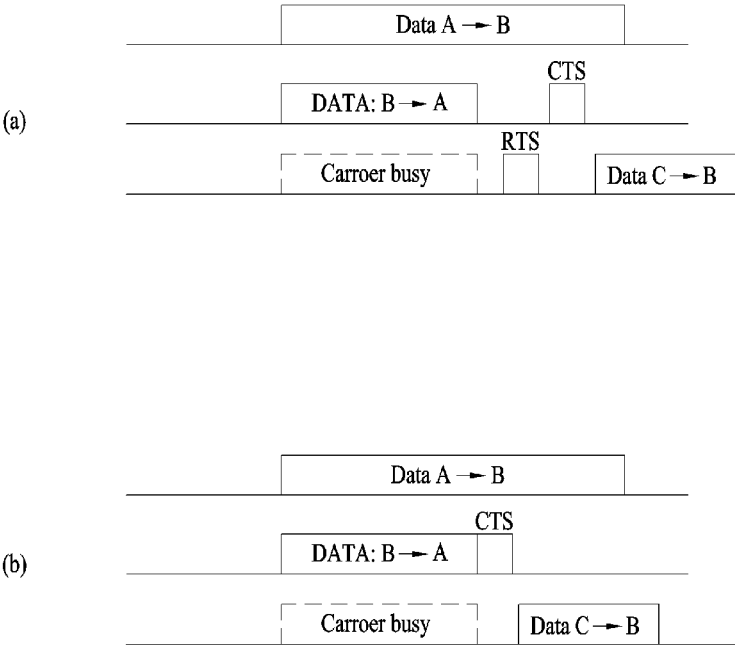 Data A → B
CTS
(a)
DATA: B → A
RTS
Carroer busy
Data C → B
Data A → B
CTS
(b)
DATA: B → A
Carroer busy
Data C → B